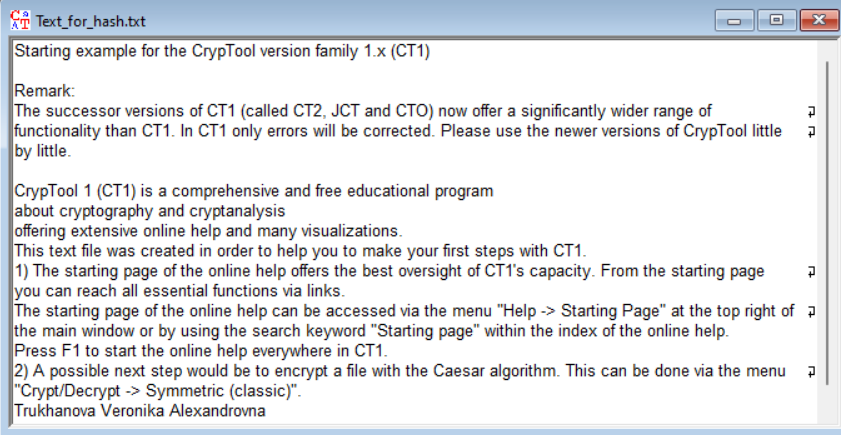 Text_for_hash.txt
Starting example for the CrypTool version family 1.x (CT1)
Remark:
The successor versions of CT1 (called CT2, JCT and CTO) now offer a significantly wider range of
functionality than CT1. In CT1 only errors will be corrected. Please use the newer versions of CrypTool little
by little.
CrypTool 1 (CT1) is a comprehensive and free educational program
about cryptography and cryptanalysis
offering extensive online help and many visualizations.
This text file was created in order to help you to make your first steps with CT1.
1) The starting page of the online help offers the best oversight of CT1's capacity. From the starting page
you can reach all essential functions via links.
The starting page of the online help can be accessed via the menu "Help -> Starting Page" at the top right of
the main window or by using the search keyword "Starting page" within the index of the online help.
Press F1 to start the online help everywhere in CT1.
2) A possible next step would be to encrypt a file with the Caesar algorithm. This can be done via the menu
"Crypt/Decrypt -> Symmetric (classic)".
Trukhanova Veronika Alexandrovna